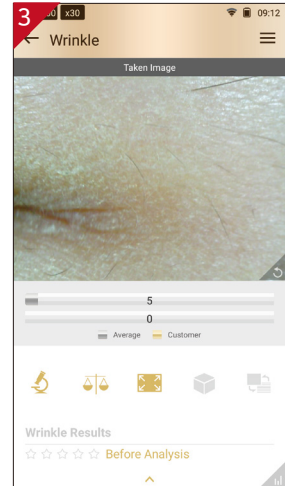 3
x30
09:12
Wrinkle
Taken Image
5
0
Average Customer
Wrinkle Results
Before Analysis